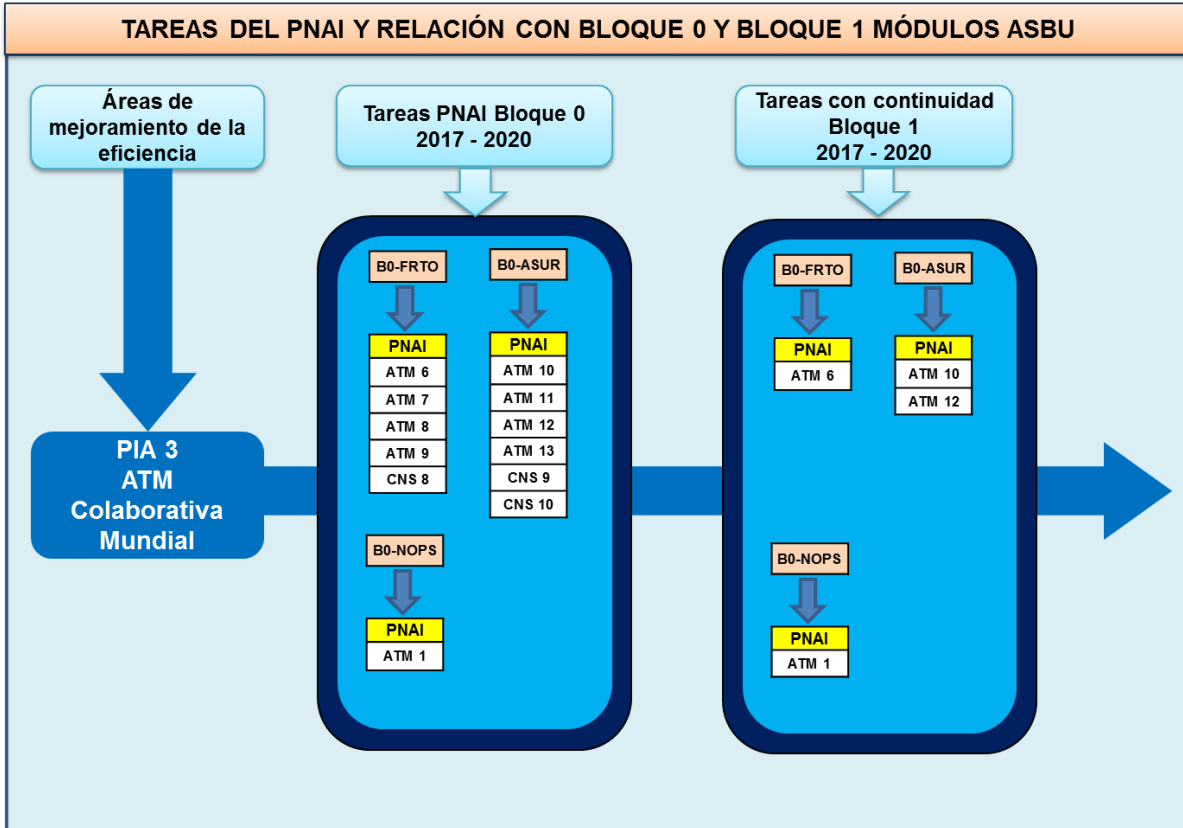 TAREAS DEL PNAI Y RELACIÓN CON BLOQUE 0 Y BLOQUE 1 MÓDULOS ASBU
Áreas de
mejoramiento de la
eficiencia
PIA 3
ATM
Colaborativa
Mundial
Tareas PNAI Bloque 0
2017 - 2020
B0-FRTO
PNAI
ATM 6
ATM 7
ATM 8
ATM 9
CNS 8
B0-ASUR
PNAI
ATM 10
ATM 11
ATM 12
ATM 13
CNS 9
CNS 10
B0-NOPS
PNAI
ATM 1
Tareas con continuidad
Bloque 1
2017 - 2020
B0-FRTO
PNAI
ATM 6
B0-ASUR
PNAI
ATM 10
ATM 12
B0-NOPS
PNAI
ATM 1